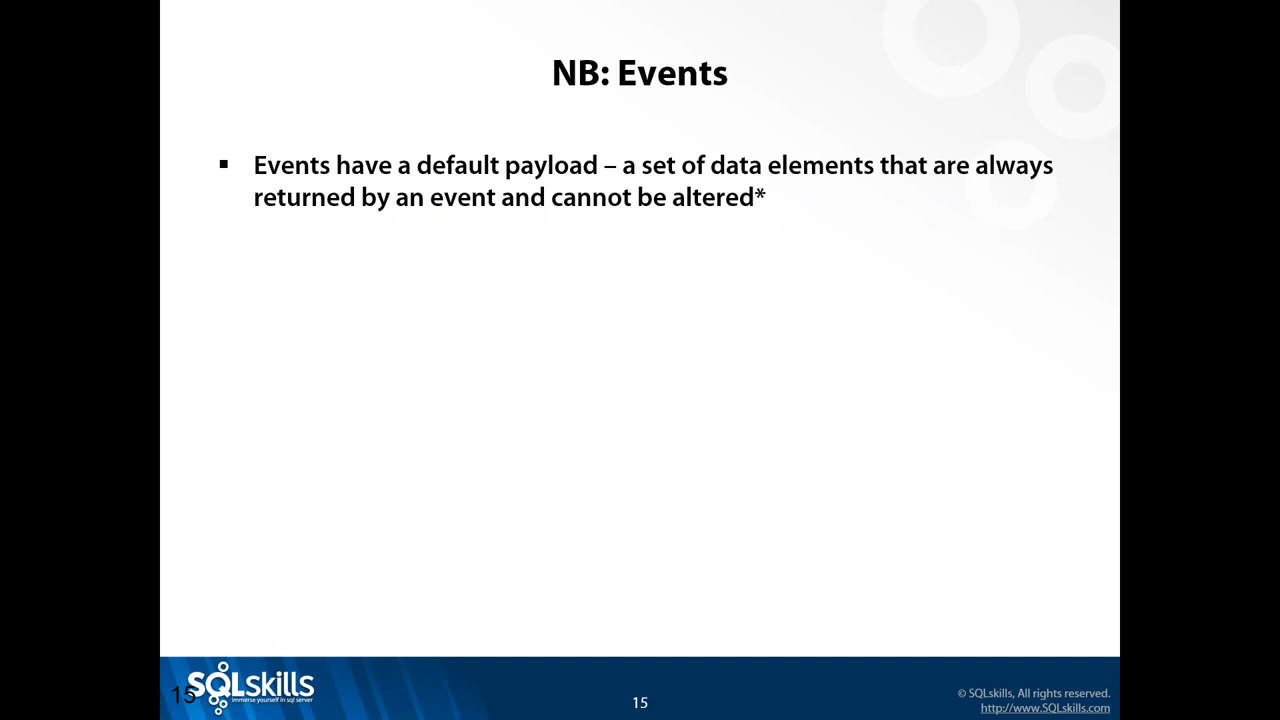 NB: Events
▪ Events have a default payload – a set of data elements that are always
returned by an event and cannot be altered*
15
SQLskills
immerse yourself in sql server
15
© SQLskills, All rights reserved.
http://www.SQLskills.com